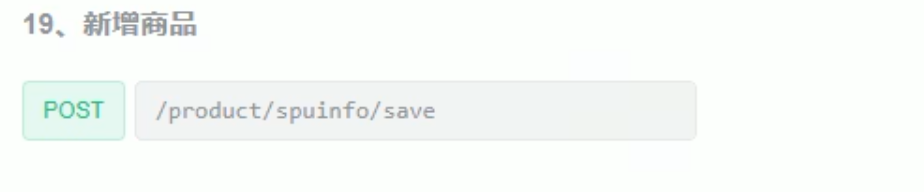 19、新增商品
POST /product/spuinfo/save